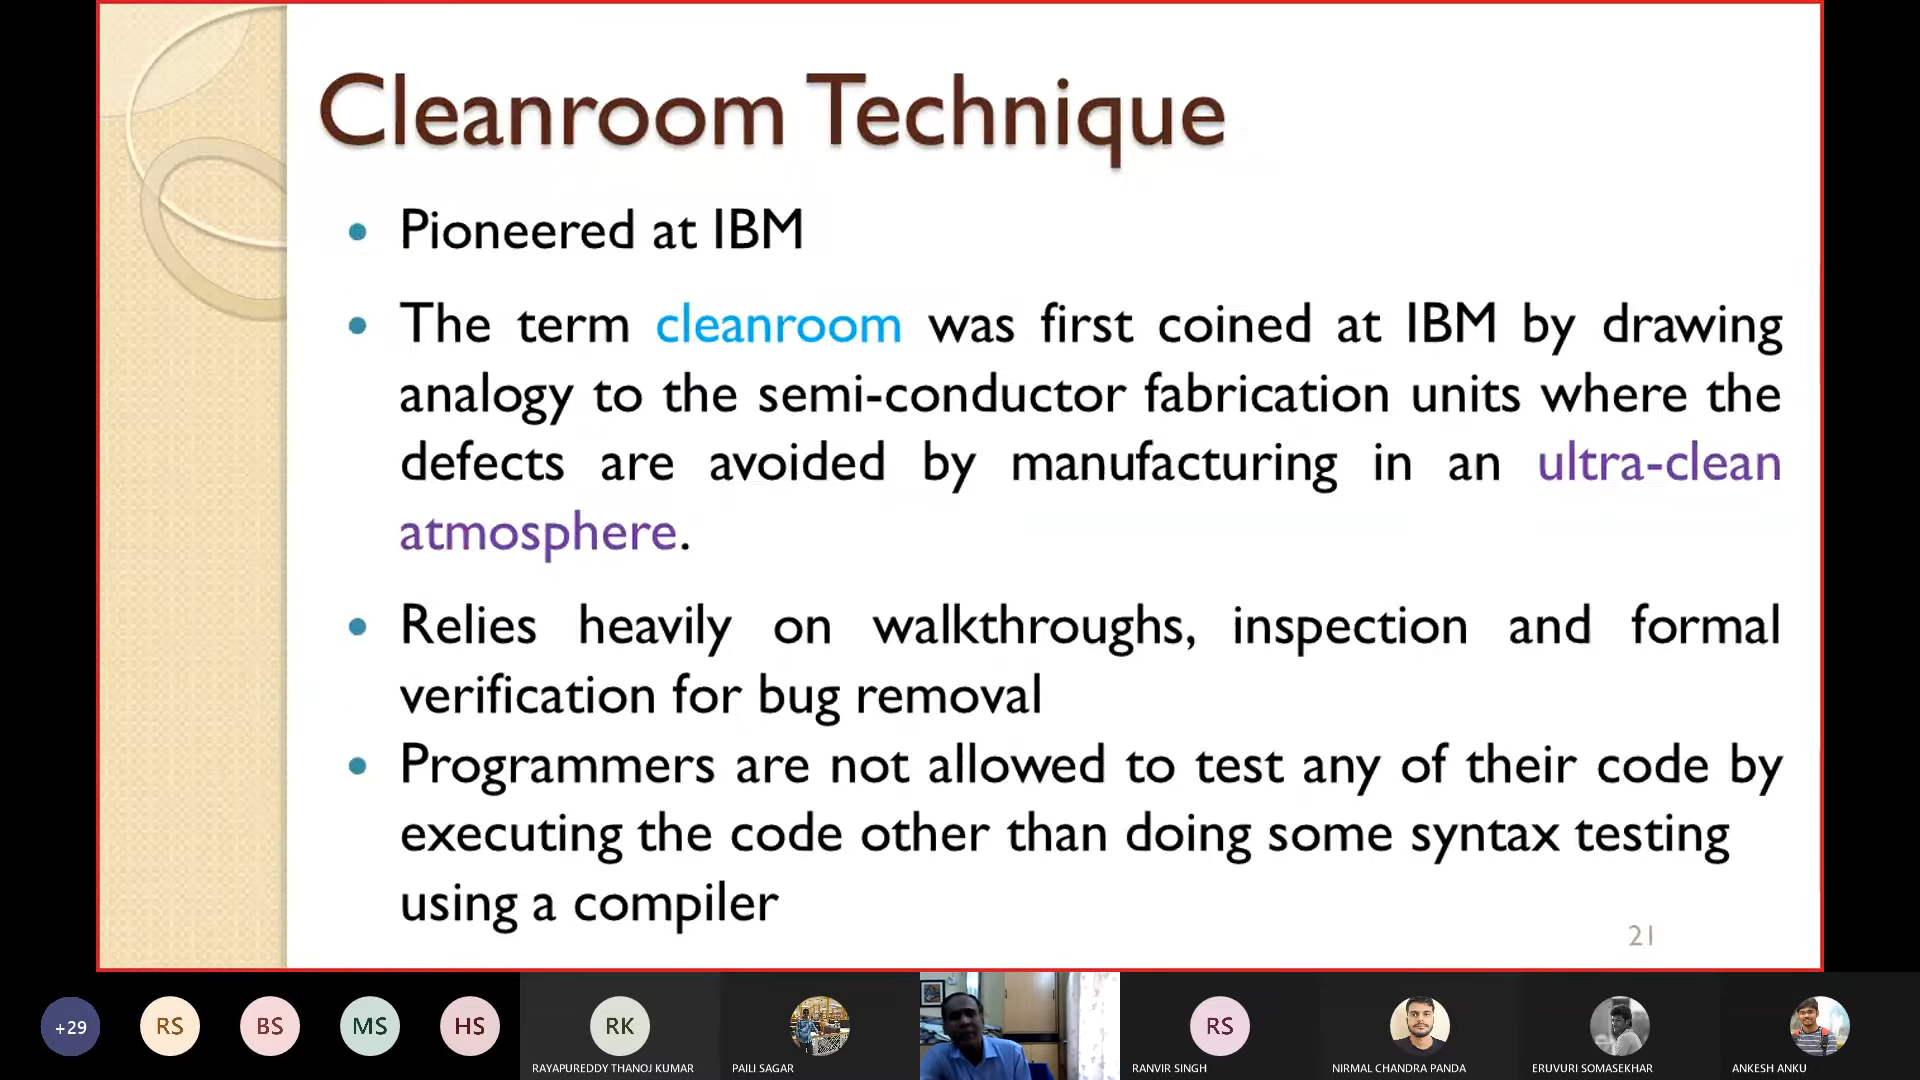 Cleanroom Technique
• Pioneered at IBM
• The term cleanroom was first coined at IBM by drawing
analogy to the semi-conductor fabrication units where the
defects are avoided by manufacturing in an ultra-clean
atmosphere.
• Relies heavily on walkthroughs, inspection and formal
verification for bug removal
• Programmers are not allowed to test any of their code by
executing the code other than doing some syntax testing
using a compiler
21
+29 RS BS MS HS RK RS
RAYAPUREDDY THANOJ KUMAR PAILI SAGAR RANVIR SINGH NIRMAL CHANDRA PANDA ERUVURI SOMASEKHAR ANKESH ANKU